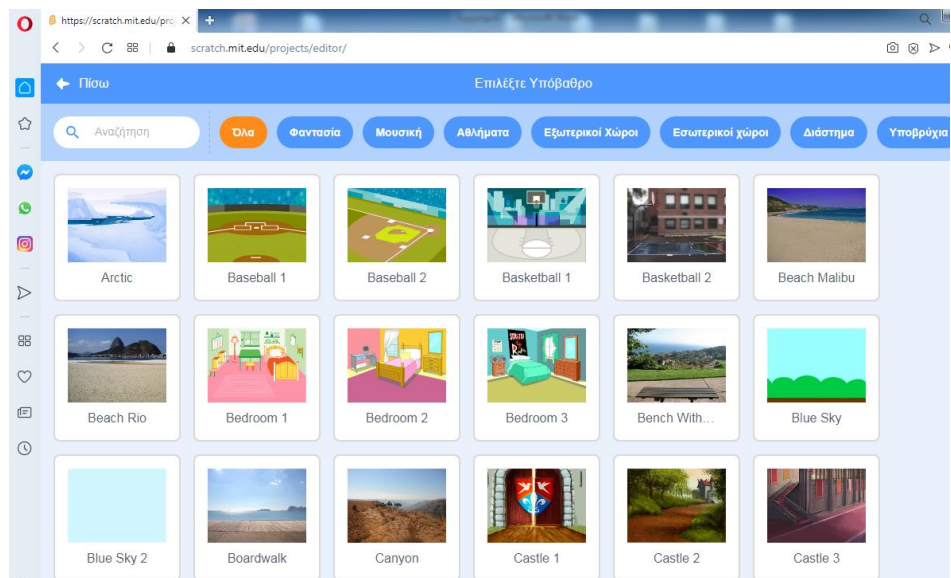 https://scratch.mit.edu/pro
scratch.mit.edu/projects/editor/
Πίσω
Επιλέξτε Υπόβαθρο
Αναζήτηση
Όλα
Φαντασία
Μουσική
Αθλήματα
Εξωτερικοί Χώροι
Εσωτερικοί χώροι
Διάστημα
Υποβρύχια
Arctic
Baseball 1
Baseball 2
Basketball 1
Basketball 2
Beach Malibu
Beach Rio
Bedroom 1
Bedroom 2
Bedroom 3
Bench With...
Blue Sky
Blue Sky 2
Boardwalk
Canyon
Castle 1
Castle 2
Castle 3